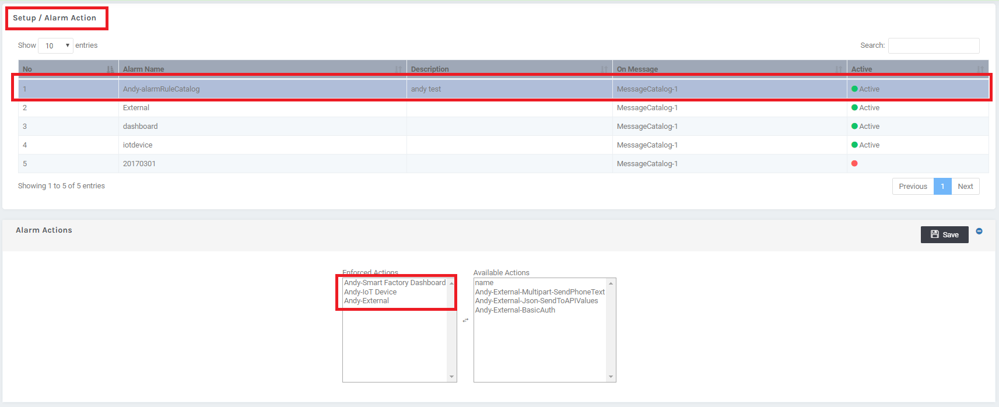 Setup / Alarm Action
Show 10 entries
Search:
No Alarm Name Description On Message Active
1 Andy-alarmRuleCatalog andy test MessageCatalog-1 Active
2 External MessageCatalog-1 Active
3 dashboard MessageCatalog-1 Active
4 iotdevice MessageCatalog-1 Active
5 20170301 MessageCatalog-1
Showing 1 to 5 of 5 entries
Previous 1 Next
Alarm Actions
Save
Enforced Actions
Andy-Smart Factory Dashboard
Andy-IoT Device
Andy-External
Available Actions
name
Andy-External-Multipart-SendPhoneText
Andy-External-Json-SendToAPIValues
Andy-External-BasicAuth